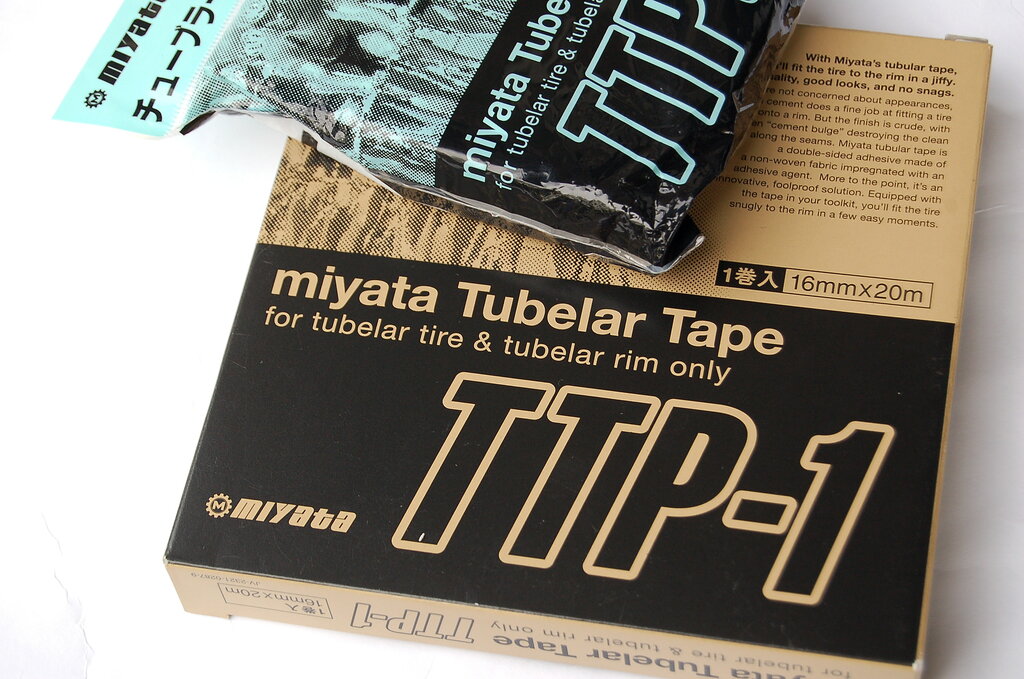 miyata
チューブラー
miyata Tube
for tubelar tire & tubela
TTP-
With Miyata's tubular tape,
fit the tire to the rim in a jiffy.
good looks, and no snags.
not concerned about appearances,
cement does a fine job at fitting a tire
onto a rim. But the finish is crude, with
"cement bulge" destroying the clean
along the seams. Miyata tubular tape is
a double-sided adhesive made of
a non-woven fabric impregnated with an
adhesive agent. More to the point, it's an
innovative, foolproof solution. Equipped with
the tape in your toolkit, you'll fit the tire
snugly to the rim in a few easy moments.
1巻入 16mm×20m
miyata Tubelar Tape
for tubelar tire & tubelar rim only
TTP-1
M miyata
miyata Tubelar Tape
for tubelar tire & tubelar rim only
TTP-1
1巻入
16mm×20m
JV-2321-0287-9